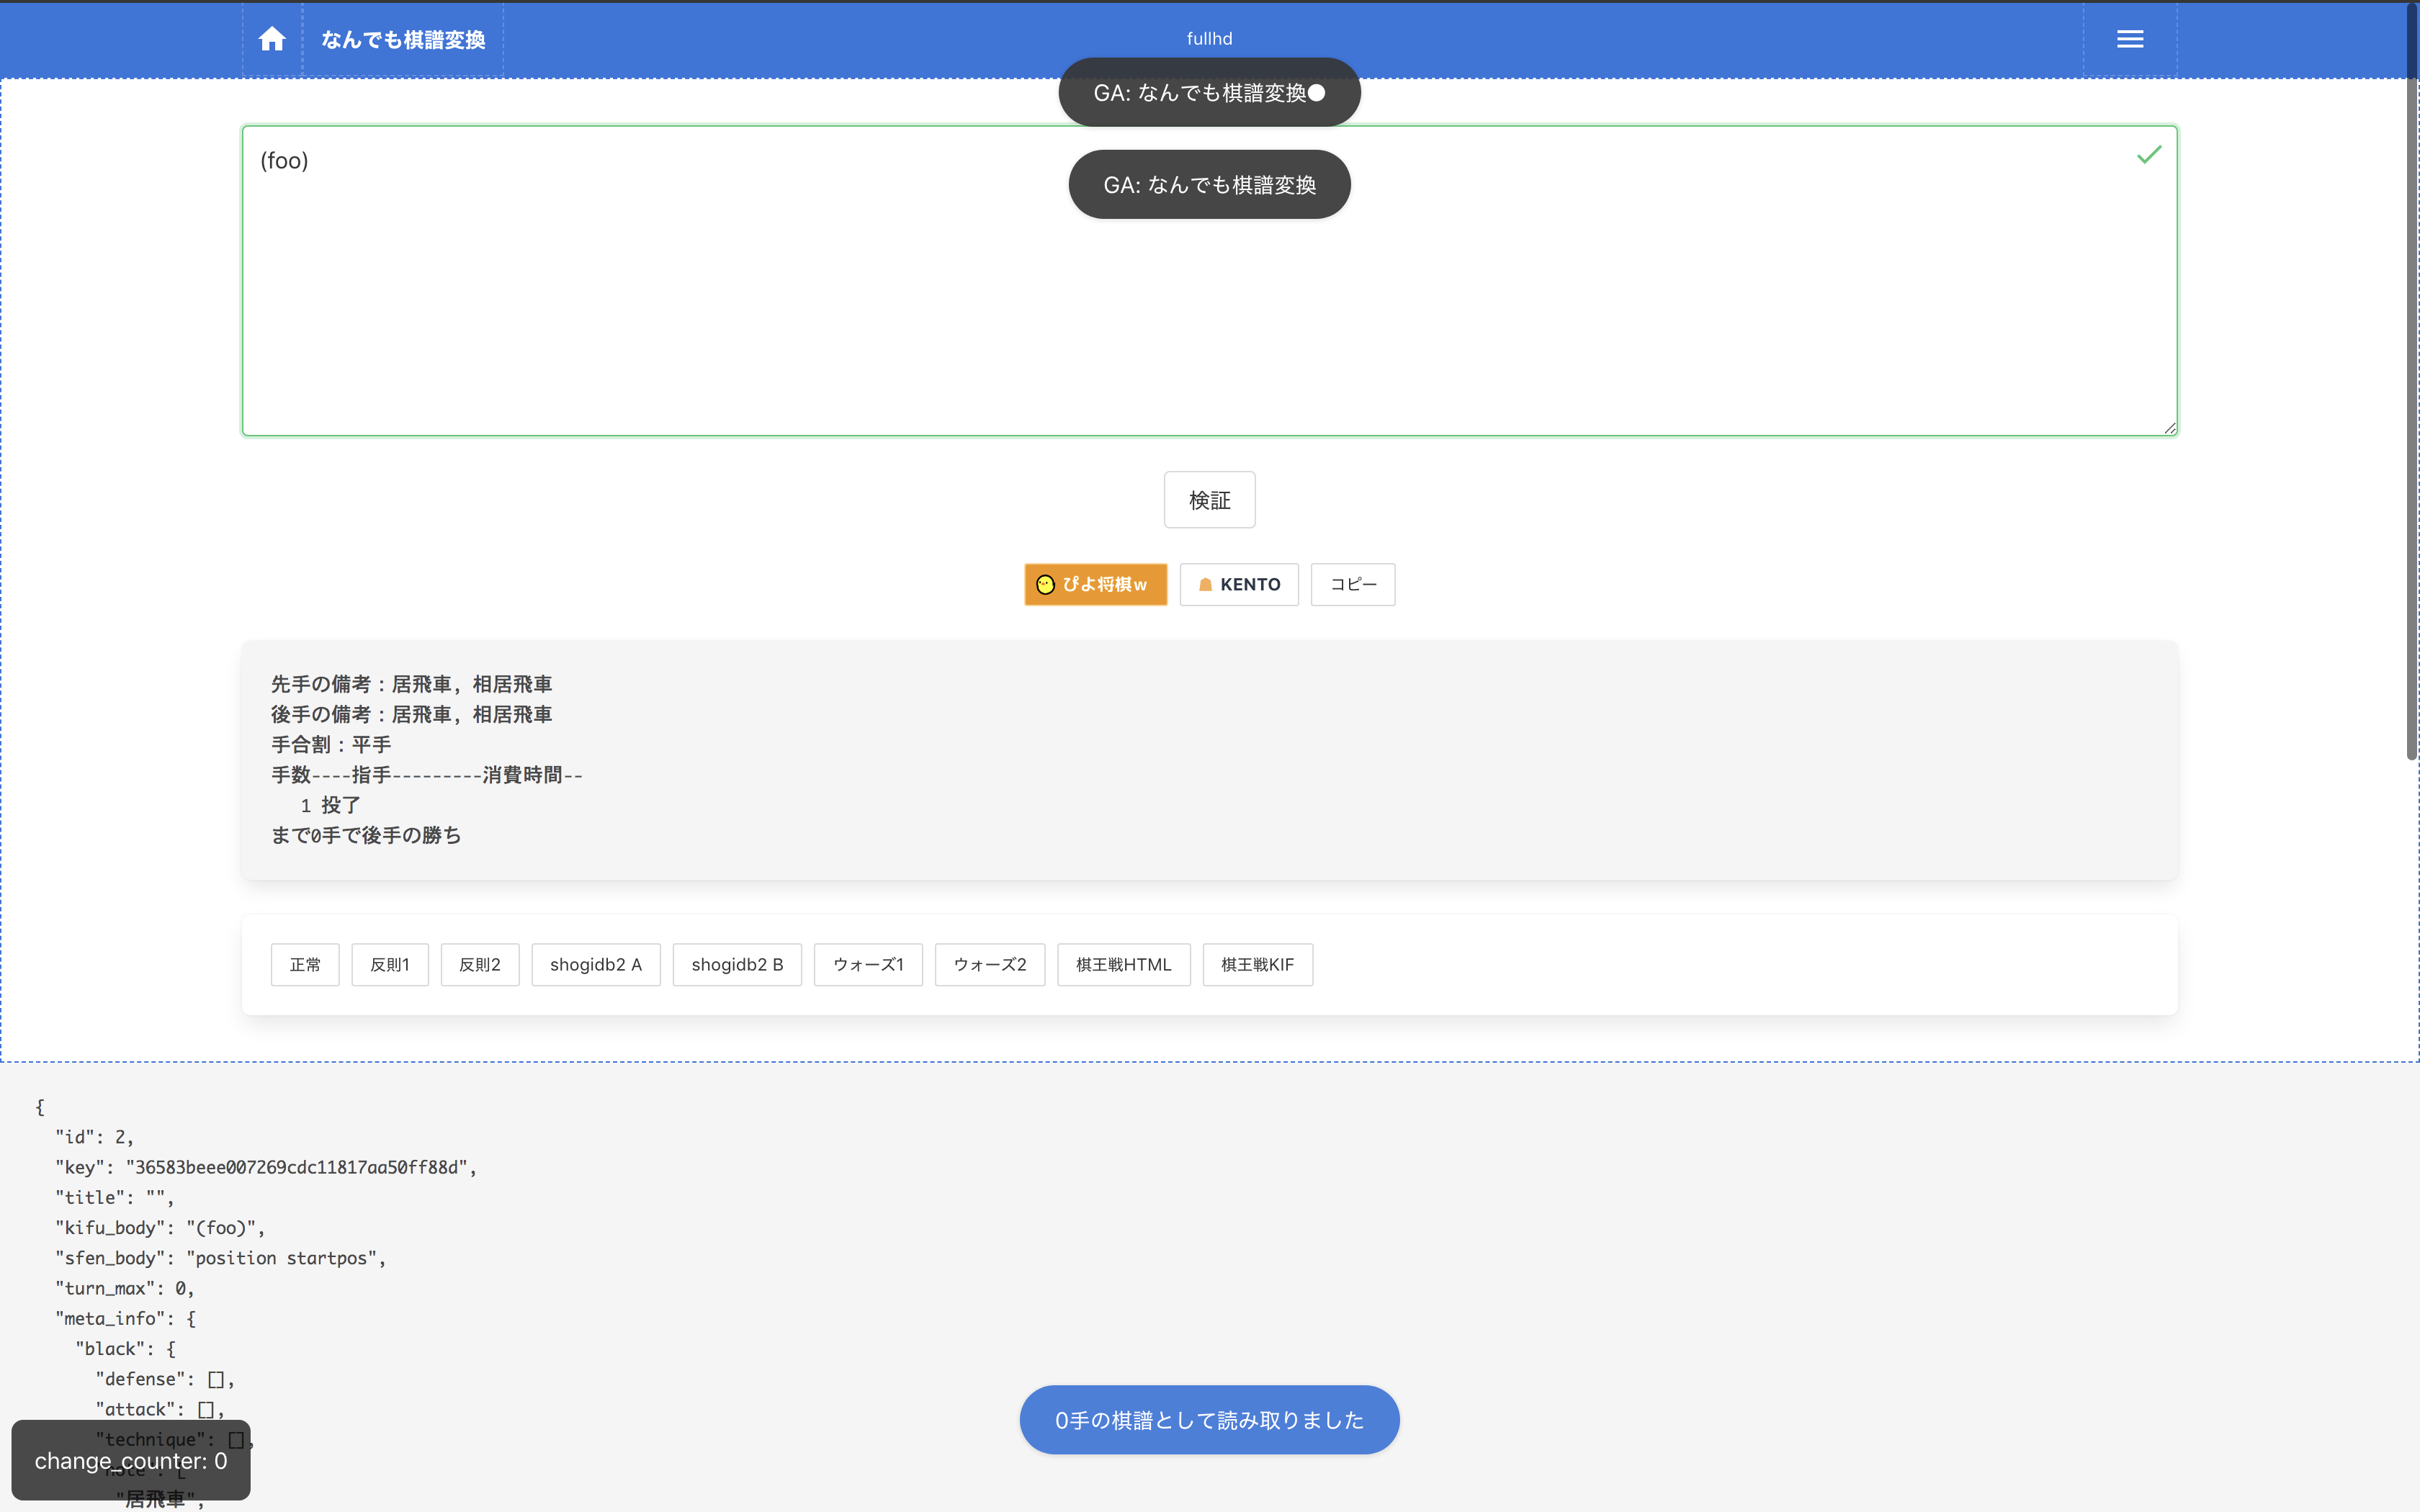 なんでも棋譜変換
fullhd
GA: なんでも棋譜変換●
(foo)
GA: なんでも棋譜変換
検証
ぴよ将棋w
KENTO
コピー
先手の備考：居飛車, 相居飛車
後手の備考：居飛車, 相居飛車
手合割：平手
手数----指手---------消費時間--
1 投了
まで0手で後手の勝ち
正常
反則1
反則2
shogidb2 A
shogidb2 B
ウォーズ1
ウォーズ2
棋王戦HTML
棋王戦KIF
{
"id": 2,
"key": "36583beee007269cdc11817aa50ff88d",
"title": "",
"kifu_body": "(foo)",
"sfen_body": "position startpos",
"turn_max": 0,
"meta_info": {
"black": {
"defense": [],
"attack": [],
"technique": [],
"note": [
"居飛車",
change_counter: 0
0手の棋譜として読み取りました